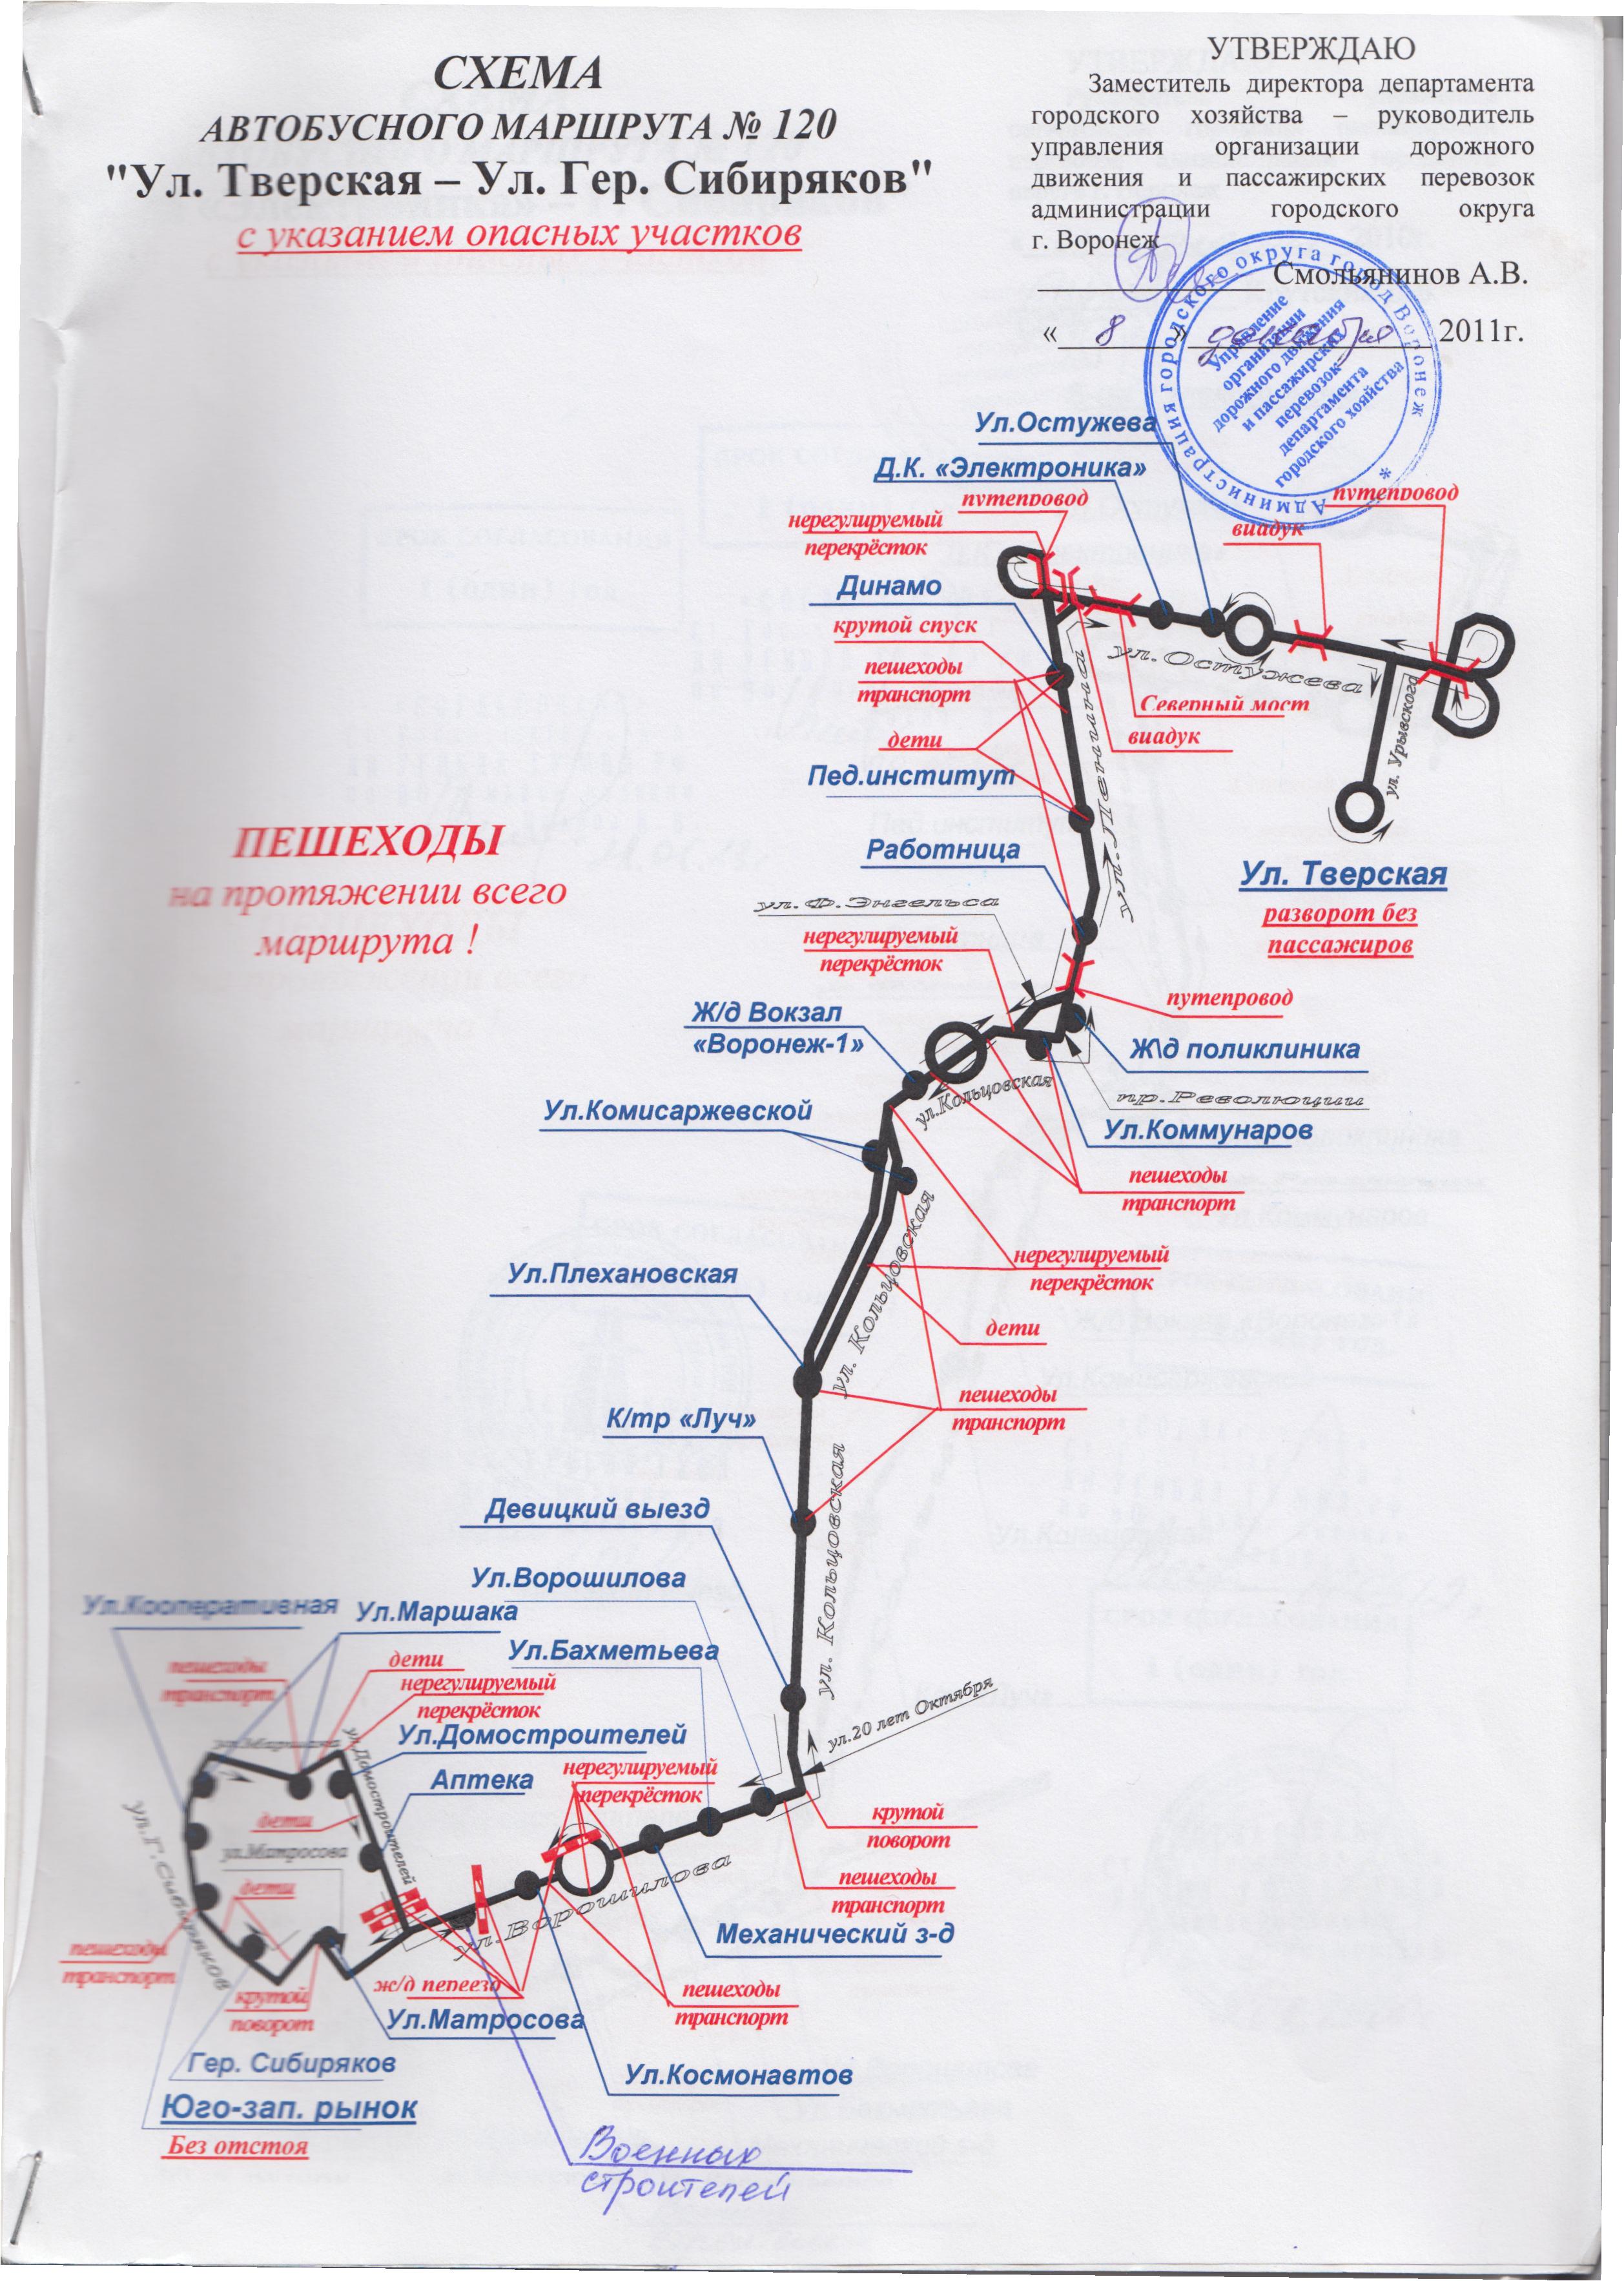 СХЕМА
АВТОБУСНОГО МАРШРУТА № 120
"Ул. Тверская – Ул. Гер. Сибиряков"
с указанием опасных участков
УТВЕРЖДАЮ
Заместитель директора департамента
городского хозяйства – руководитель
управления организации дорожного
движения и пассажирских перевозок
администрации городского округа
г. Воронеж
Смольянинов А.В.
« 8 » декабря 2011г.
Администрация городского округа город Воронеж *
Управление
организации
дорожного движения
и пассажирских
перевозок
департамента
городского хозяйства
Ул.Остужева
Д.К. «Электроника»
путепровод
путепровод
нерегулируемый
перекрёсток
виадук
Динамо
крутой спуск
пешеходы
транспорт
ул. Остужева
ул. Урывского
Северный мост
виадук
дети
Пед.институт
ул.Ленина
ПЕШЕХОДЫ
на протяжении всего
маршрута !
Работница
Ул. Тверская
разворот без
пассажиров
ул.Ф.Энгельса
нерегулируемый
перекрёсток
путепровод
Ж/д Вокзал
«Воронеж-1»
Ж\д поликлиника
ул.Кольцовская
пр.Революции
Ул.Комисаржевской
Ул.Коммунаров
пешеходы
транспорт
ул. Кольцовская
нерегулируемый
перекрёсток
Ул.Плехановская
дети
пешеходы
транспорт
К/тр «Луч»
ул. Кольцовская
Девицкий выезд
Ул.Ворошилова
Ул.Кооперативная
Ул.Маршака
Ул.Бахметьева
дети
пешеходы
транспорт
нерегулируемый
перекрёсток
ул.20 лет Октября
Ул.Домостроителей
ул.Маршака
ул.Домостроителей
нерегулируемый
перекрёсток
Аптека
крутой
поворот
дети
ул.Матросова
ул.Г.Сибиряков
ул.Ворошилова
пешеходы
транспорт
дети
Механический з-д
пешеходы
транспорт
ж/д переезд
крутой
поворот
пешеходы
транспорт
Ул.Матросова
Гер. Сибиряков
Ул.Космонавтов
Юго-зап. рынок
Без отстоя
Военных
строителей